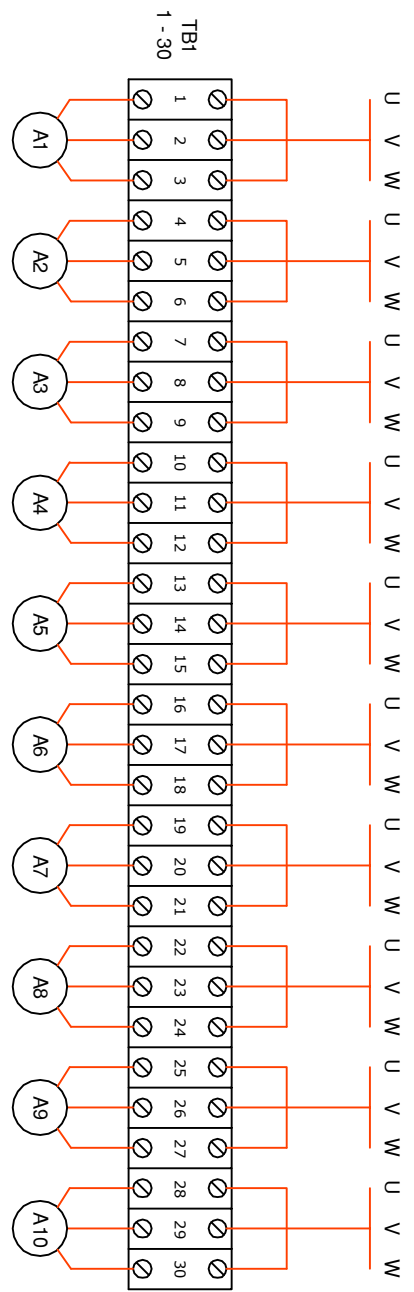 TB1
1 - 30
U V W U V W U V W U V W U V W U V W U V W U V W U V W U V W
1 2 3 4 5 6 7 8 9 10 11 12 13 14 15 16 17 18 19 20 21 22 23 24 25 26 27 28 29 30
A1 A2 A3 A4 A5 A6 A7 A8 A9 A10